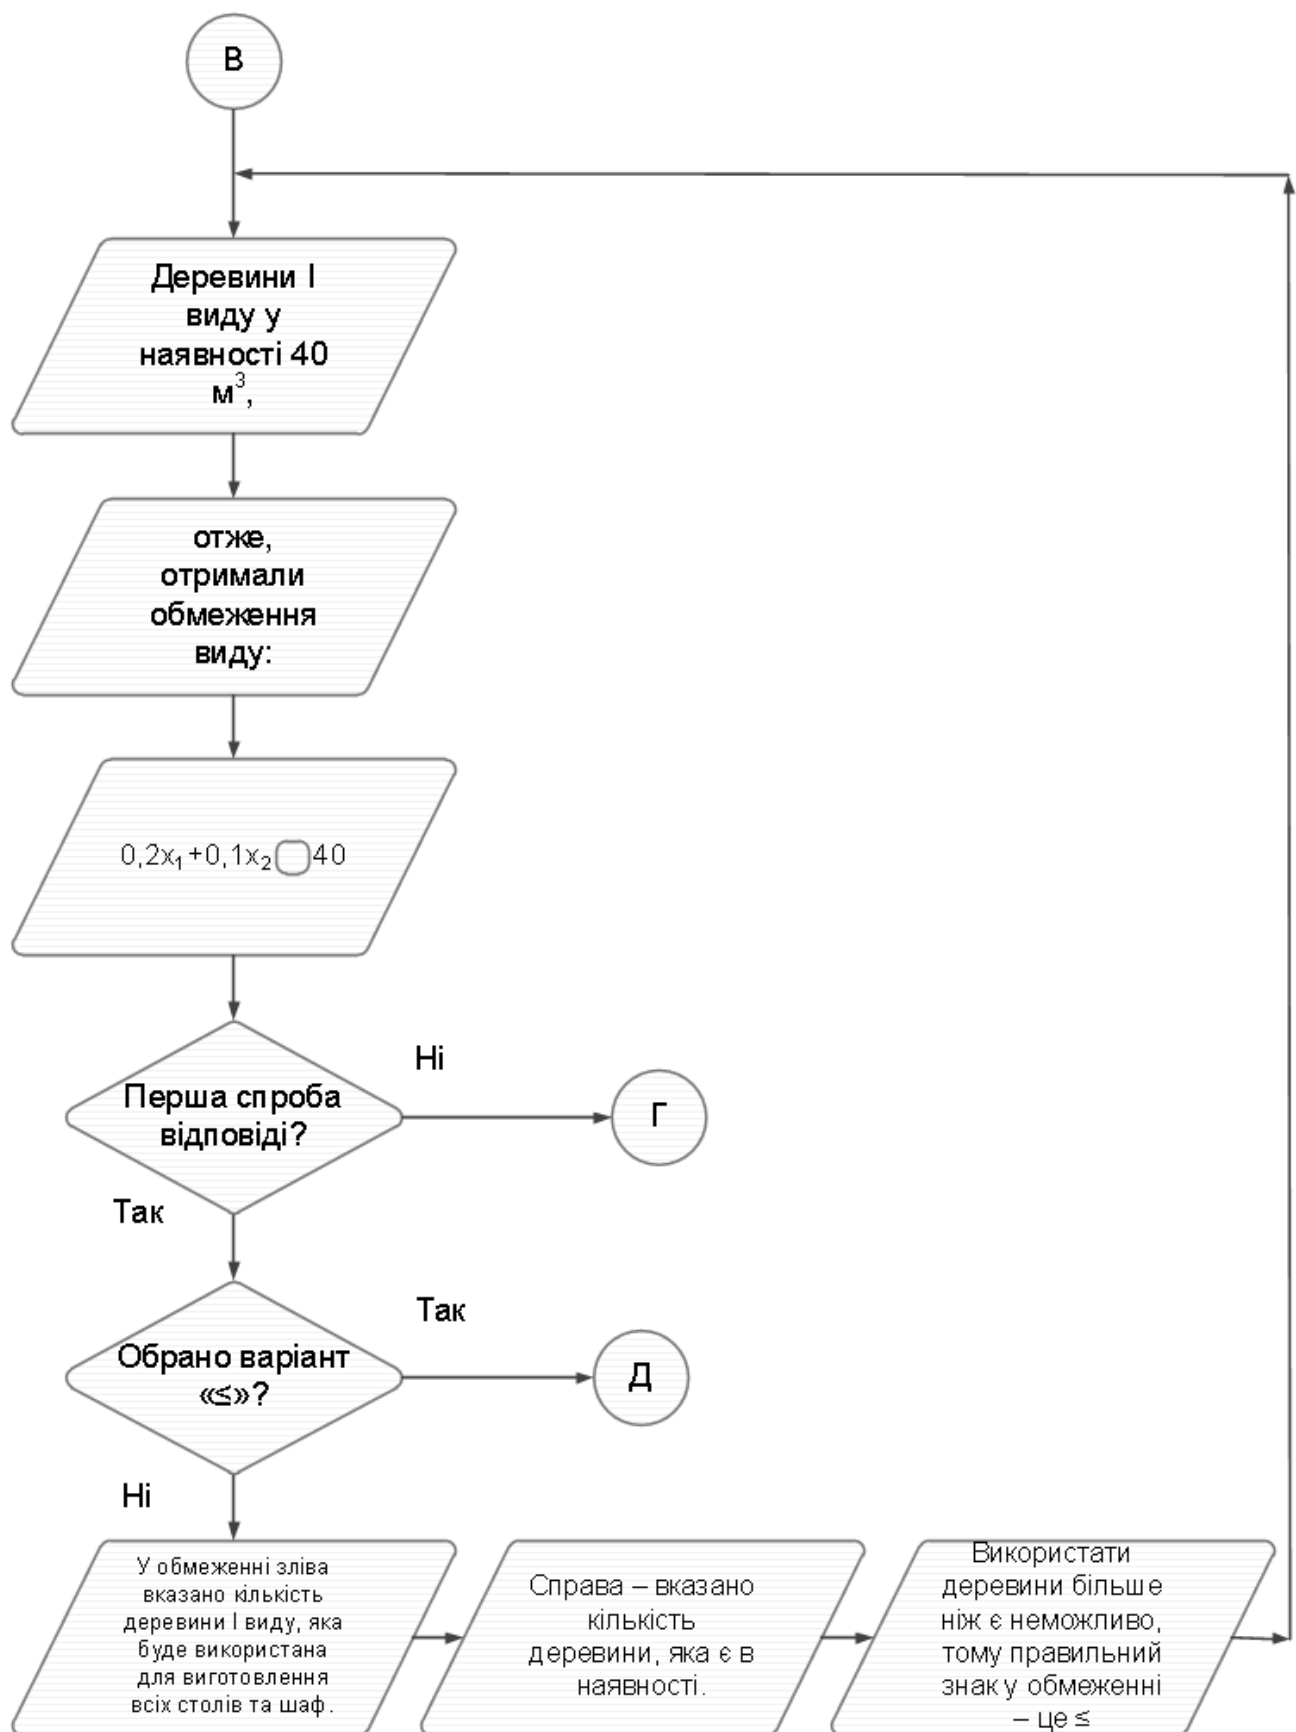 В
Деревини І
виду у
наявності 40
м³,
отже,
отримали
обмеження
виду:
0,2x₁+0,1x₂ 40
Ні
Перша спроба
відповіді?
Г
Так
Так
Обрано варіант
«≤»?
Д
Ні
У обмеженні зліва
вказано кількість
деревини І виду, яка
буде використана
для виготовлення
всіх столів та шаф.
Справа – вказано
кількість
деревини, яка є в
наявності.
Використати
деревини більше
ніж є неможливо,
тому правильний
знак у обмеженні
– це ≤